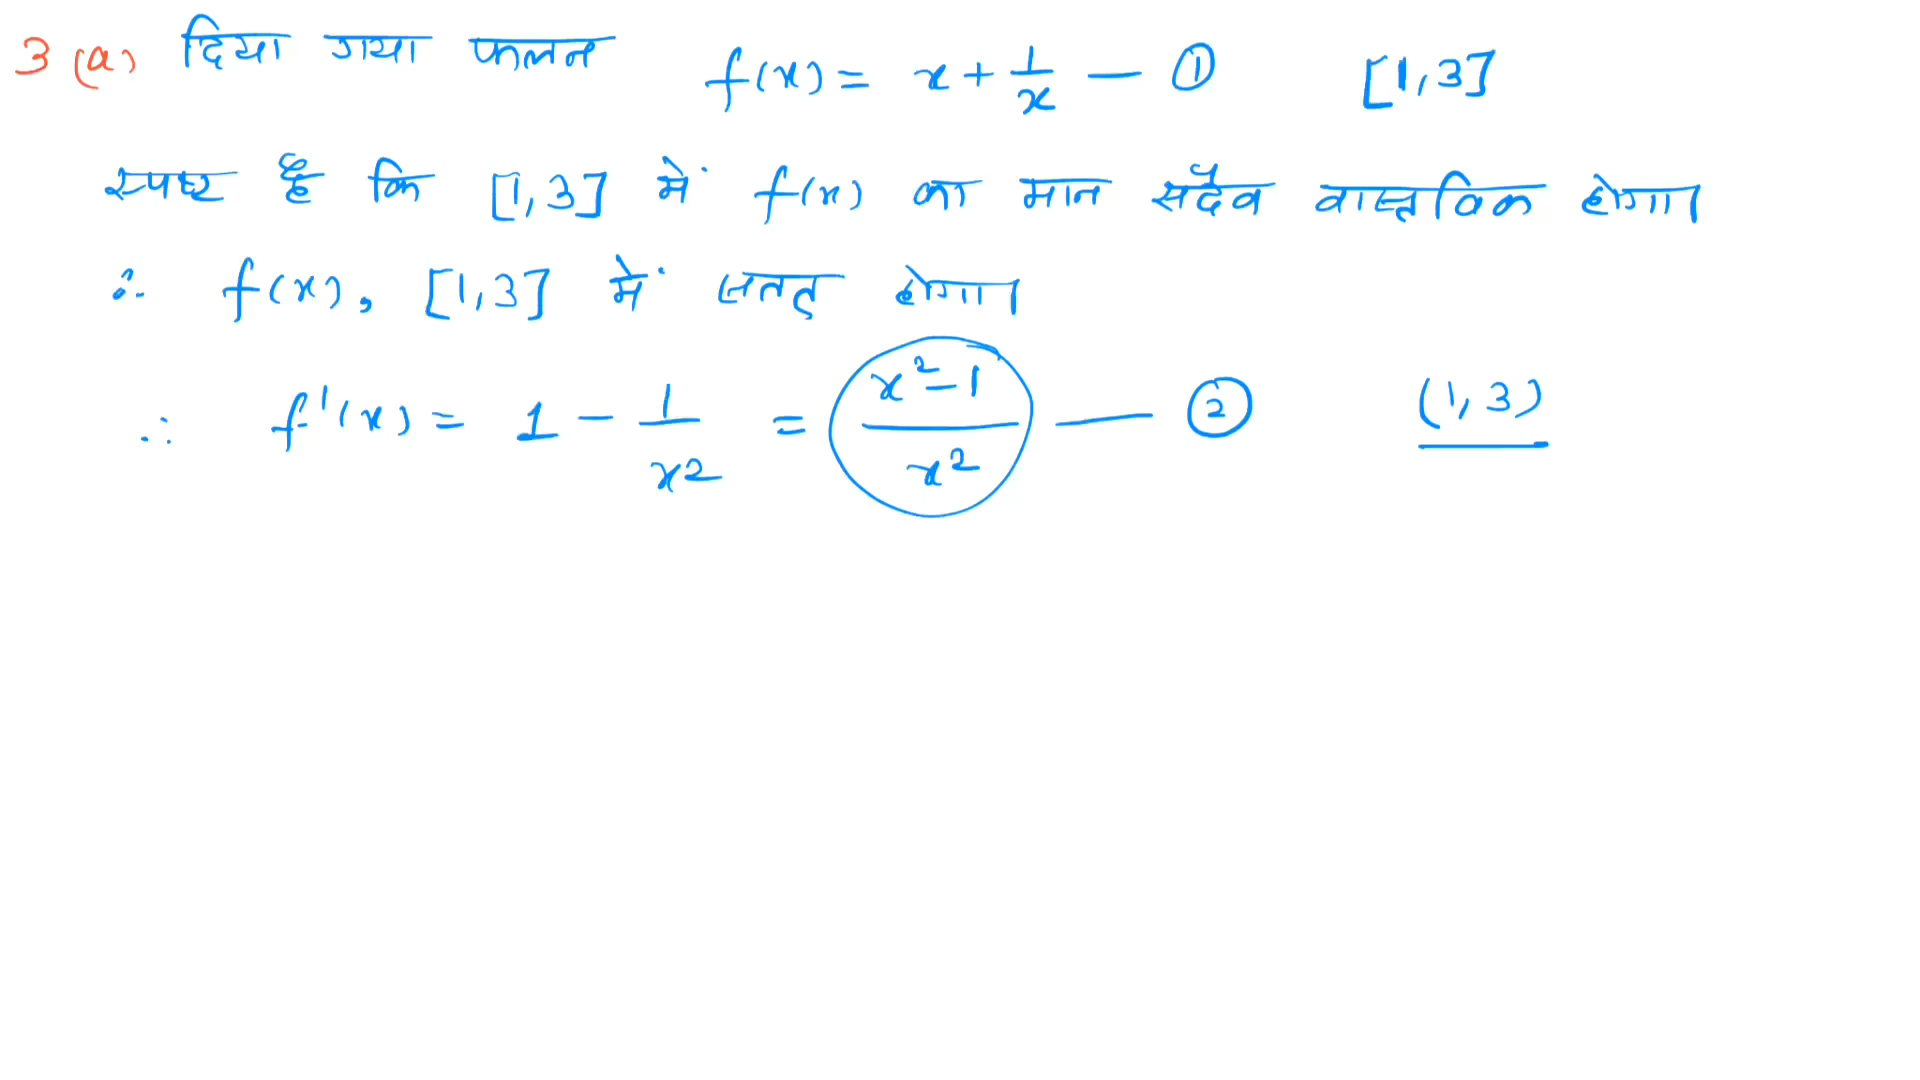 3 (a) दिया गया फलन f(x) = x + 1/x — ① [1,3]
स्पष्ट है कि [1,3] में f(x) का मान सदैव वास्तविक होगा।
∴ f(x), [1,3] में सतत् होगा।
∴ f'(x) = 1 - 1/x² = (x²-1)/x² — ② (1,3)